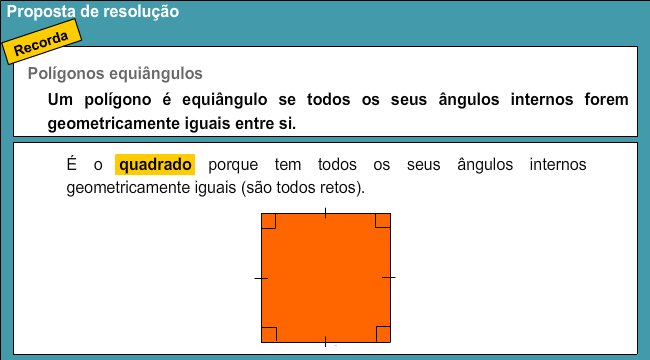 Proposta de resolução
Recorda
Polígonos equiângulos
Um polígono é equiângulo se todos os seus ângulos internos forem
geometricamente iguais entre si.
É o quadrado porque tem todos os seus ângulos internos
geometricamente iguais (são todos retos).